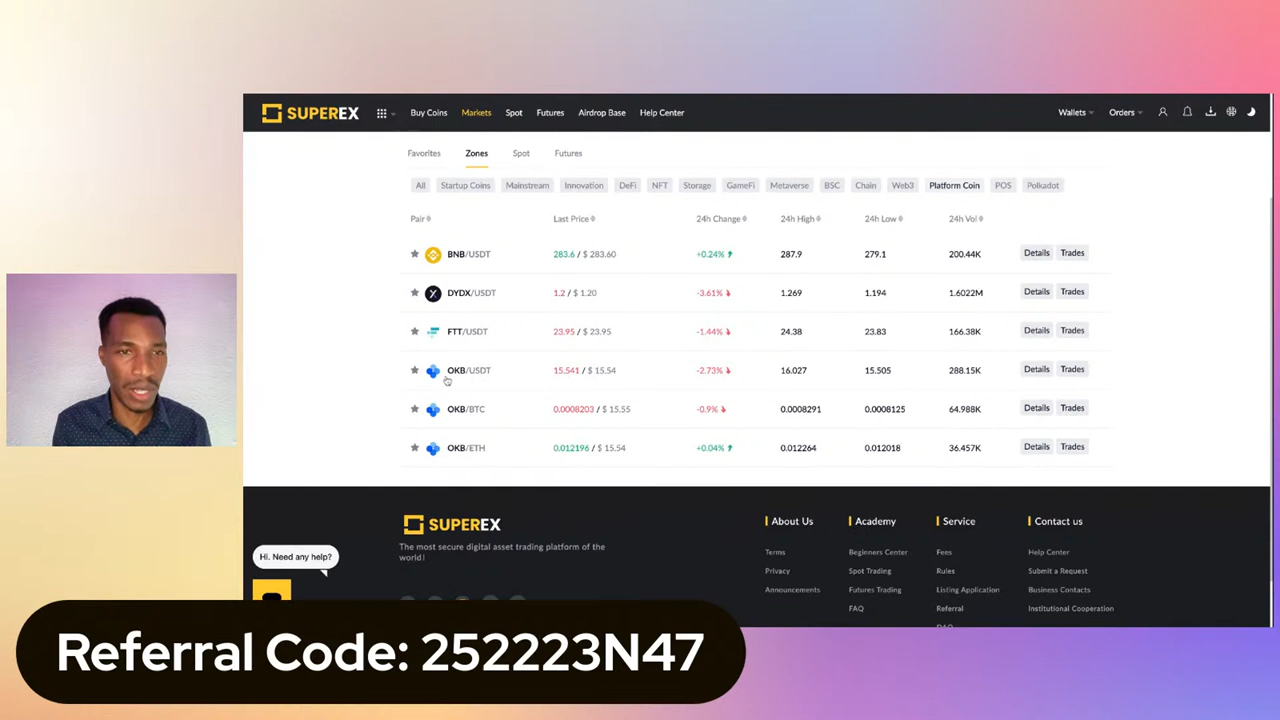 SUPEREX Buy Coins Markets Spot Futures Airdrop Base Help Center Wallets Orders
Favorites Zones Spot Futures
All Startup Coins Mainstream Innovation DeFi NFT Storage GameFi Metaverse BSC Chain Web3 Platform Coin POS Polkadot
Pair Last Price 24h Change 24h High 24h Low 24h Vol
BNB/USDT 283.6 / $ 283.60 +0.24% 287.9 279.1 200.44K Details Trades
DYDX/USDT 1.2 / $ 1.20 -3.61% 1.269 1.194 1.6022M Details Trades
FTT/USDT 23.95 / $ 23.95 -1.44% 24.38 23.83 166.38K Details Trades
OKB/USDT 15.541 / $ 15.54 -2.73% 16.027 15.505 288.15K Details Trades
OKB/BTC 0.0008203 / $ 15.55 -0.9% 0.0008291 0.0008125 64.988K Details Trades
OKB/ETH 0.012196 / $ 15.54 +0.04% 0.012264 0.012018 36.457K Details Trades
SUPEREX
The most secure digital asset trading platform of the
world!
About Us
Terms
Privacy
Announcements
Academy
Beginners Center
Spot Trading
Futures Trading
FAQ
Service
Fees
Rules
Listing Application
Referral
Contact us
Help Center
Submit a Request
Business Contacts
Institutional Cooperation
Hi. Need any help?
Referral Code: 252223N47